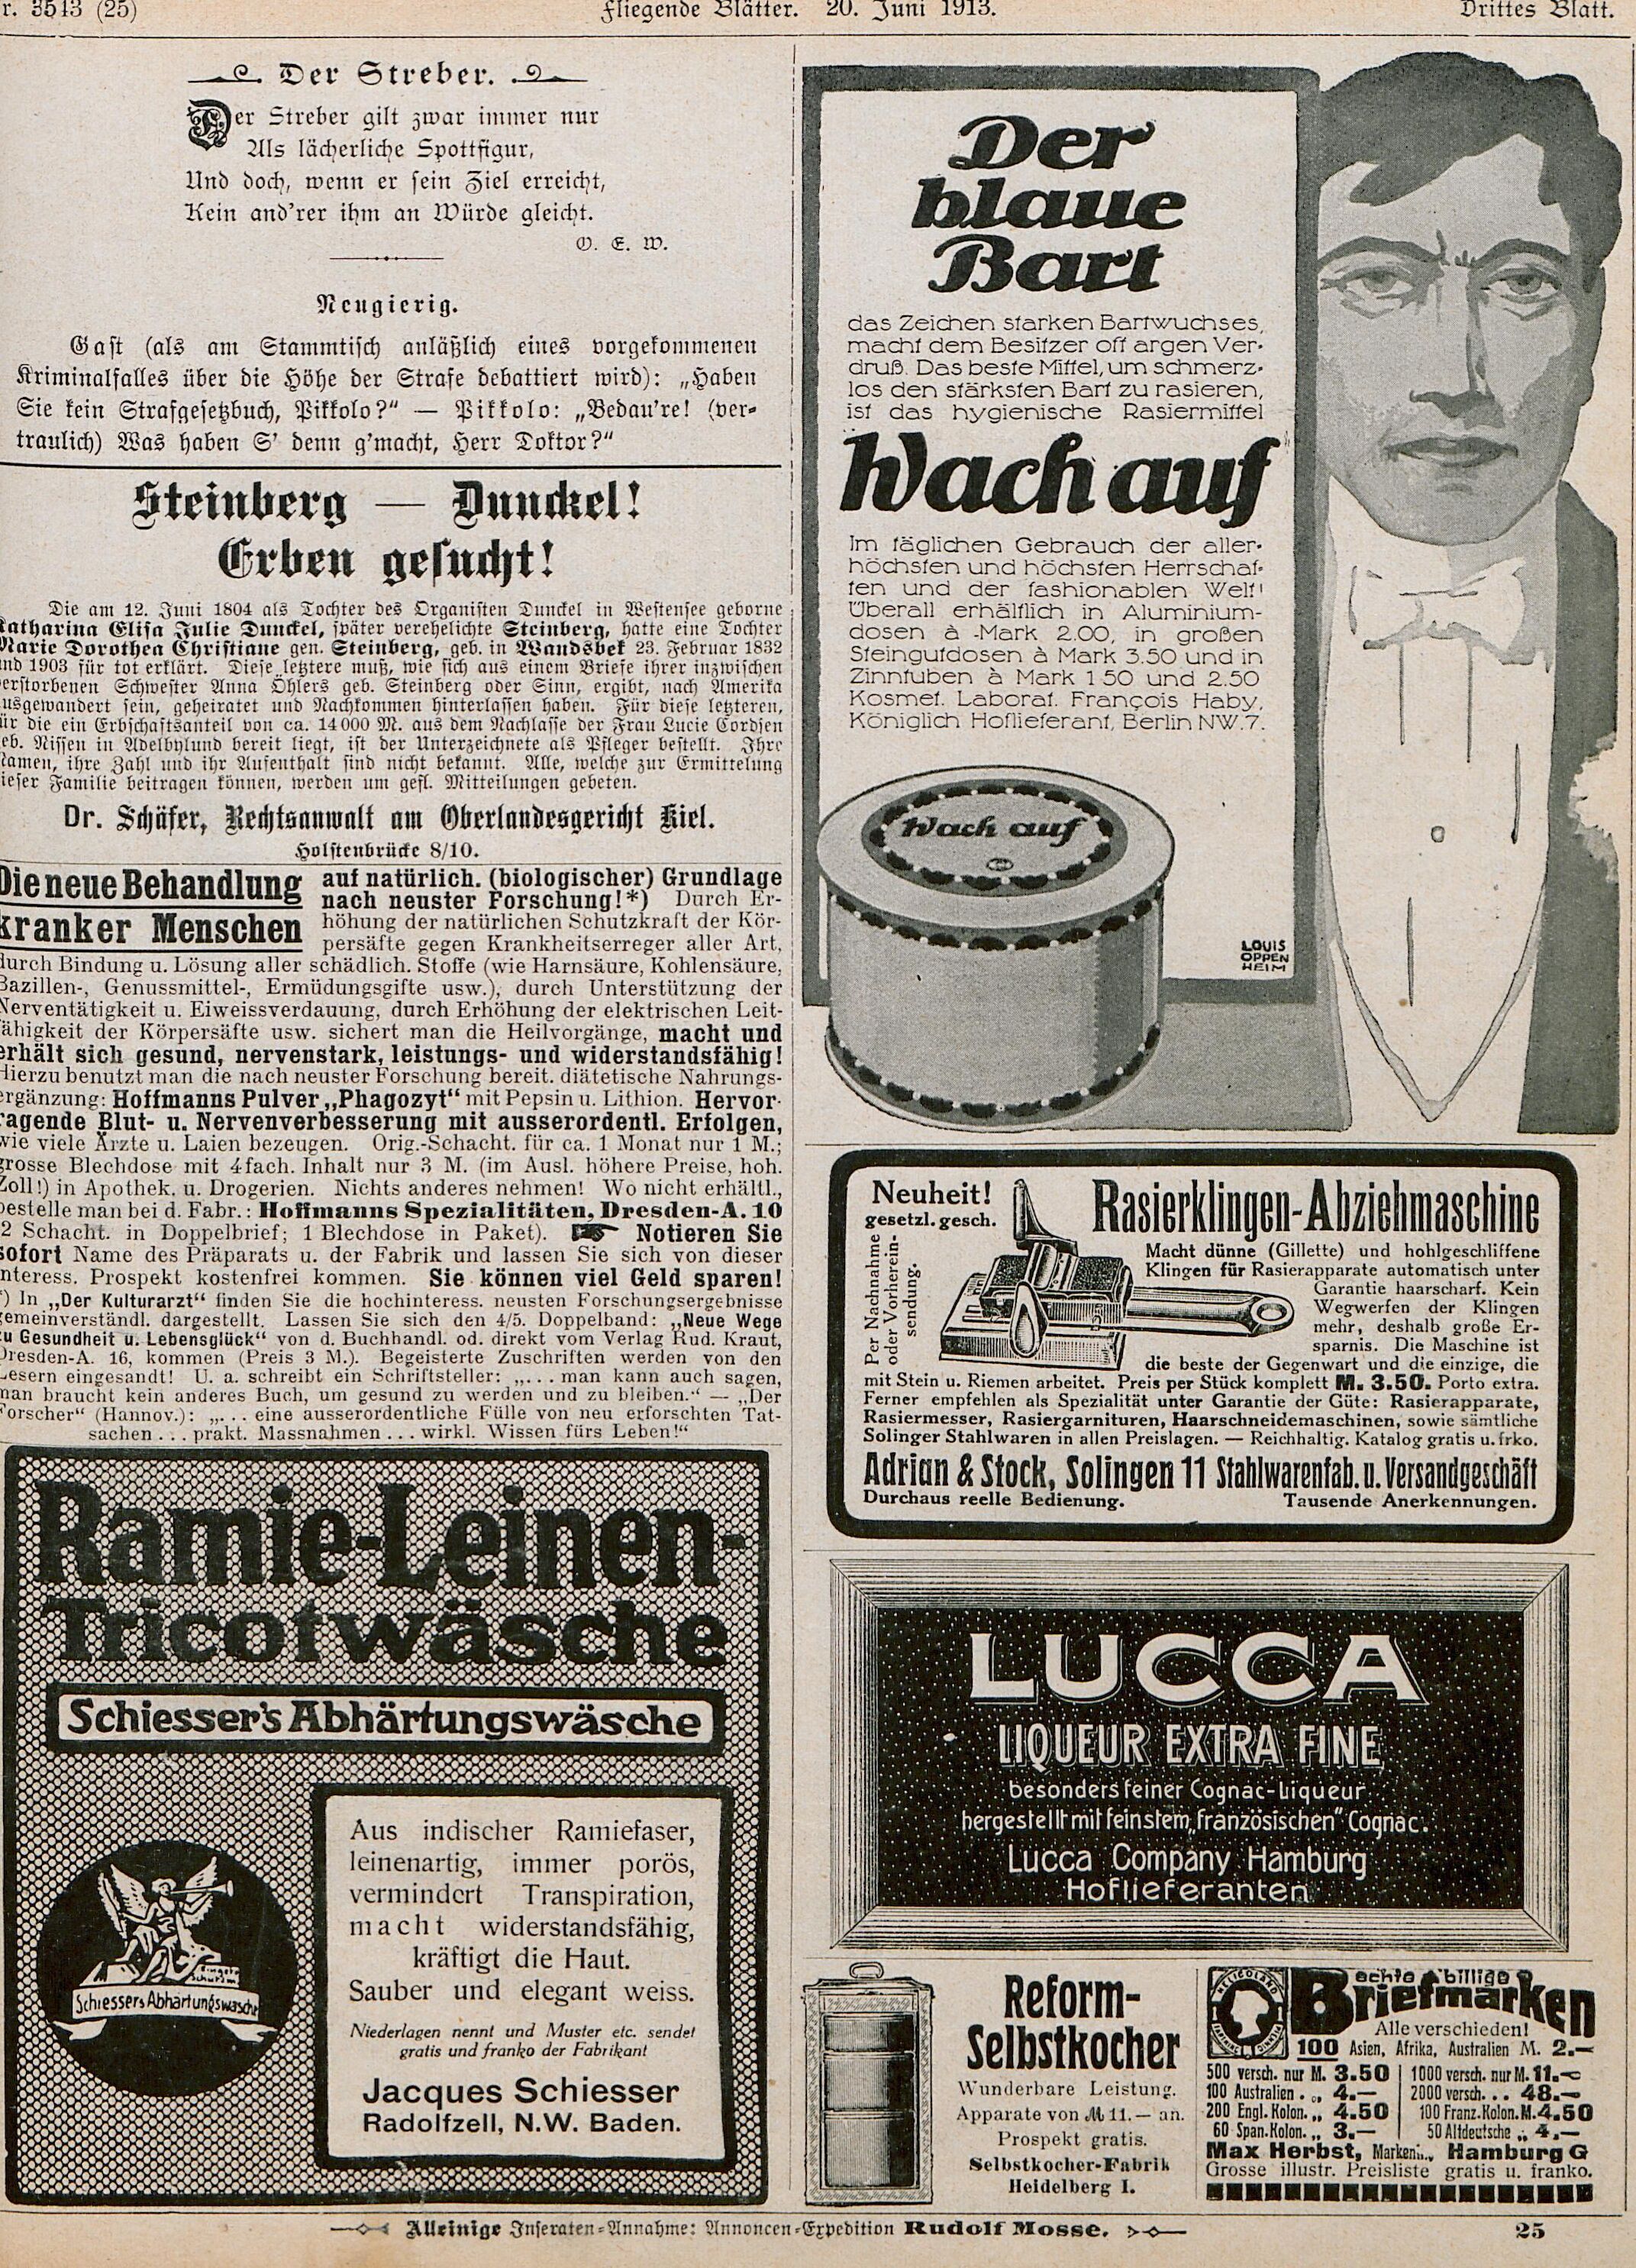 r. 3543 (25)
Fliegende Blätter. 20. Juni 1913.
Drittes Blatt.
Der Streber.
Der Streber gilt zwar immer nur
Als lächerliche Spottfigur,
Und doch, wenn er sein Ziel erreicht,
Kein and'rer ihm an Würde gleicht.
O. E. W.
Neugierig.
Gast (als am Stammtisch anläßlich eines vorgekommenen
Kriminalfalles über die Höhe der Strafe debattiert wird): „Haben
Sie kein Strafgesetzbuch, Pikkolo?“ — Pikkolo: „Bedau're! (ver-
traulich) Was haben S' denn g'macht, Herr Doktor?“
Steinberg — Dunckel!
Erben gesucht!
Die am 12. Juni 1804 als Tochter des Organisten Dunckel in Westensee geborne
Katharina Elisa Julie Dunckel, später verehelichte Steinberg, hatte eine Tochter
Marie Dorothea Christiane gen. Steinberg, geb. in Wandsbek 23. Februar 1832
und 1903 für tot erklärt. Diese letztere muß, wie sich aus einem Briefe ihrer inzwischen
verstorbenen Schwester Anna Öhlers geb. Steinberg oder Sinn, ergibt, nach Amerika
ausgewandert sein, geheiratet und Nachkommen hinterlassen haben. Für diese letzteren,
für die ein Erbschaftsanteil von ca. 14000 M. aus dem Nachlasse der Frau Lucie Cordsen
geb. Nissen in Adelbylund bereit liegt, ist der Unterzeichnete als Pfleger bestellt. Ihre
Namen, ihre Zahl und ihr Aufenthalt sind nicht bekannt. Alle, welche zur Ermittelung
dieser Familie beitragen können, werden um gefl. Mitteilungen gebeten.
Dr. Schäfer, Rechtsanwalt am Oberlandesgericht Kiel.
Holstenbrücke 8/10.
Die neue Behandlung
kranker Menschen
auf natürlich. (biologischer) Grundlage
nach neuster Forschung!*) Durch Er-
höhung der natürlichen Schutzkraft der Kör-
persäfte gegen Krankheitserreger aller Art,
durch Bindung u. Lösung aller schädlich. Stoffe (wie Harnsäure, Kohlensäure,
Bazillen-, Genussmittel-, Ermüdungsgifte usw.), durch Unterstützung der
Nerventätigkeit u. Eiweissverdauung, durch Erhöhung der elektrischen Leit-
fähigkeit der Körpersäfte usw. sichert man die Heilvorgänge, macht und
erhält sich gesund, nervenstark, leistungs- und widerstandsfähig!
Hierzu benutzt man die nach neuster Forschung bereit. diätetische Nahrungs-
ergänzung: Hoffmanns Pulver „Phagozyt“ mit Pepsin u. Lithion. Hervor-
ragende Blut- u. Nervenverbesserung mit ausserordentl. Erfolgen,
wie viele Ärzte u. Laien bezeugen. Orig.-Schacht. für ca. 1 Monat nur 1 M.;
grosse Blechdose mit 4fach. Inhalt nur 3 M. (im Ausl. höhere Preise, hoh.
Zoll!) in Apothek. u. Drogerien. Nichts anderes nehmen! Wo nicht erhältl.,
bestelle man bei d. Fabr.: Hoffmanns Spezialitäten, Dresden-A. 10
(2 Schacht. in Doppelbrief; 1 Blechdose in Paket). ☛ Notieren Sie
sofort Name des Präparats u. der Fabrik und lassen Sie sich von dieser
interess. Prospekt kostenfrei kommen. Sie können viel Geld sparen!
*) In „Der Kulturarzt“ finden Sie die hochinteress. neusten Forschungsergebnisse
gemeinverständl. dargestellt. Lassen Sie sich den 4/5. Doppelband: „Neue Wege
zu Gesundheit u. Lebensglück“ von d. Buchhandl. od. direkt vom Verlag Rud. Kraut,
Dresden-A. 16, kommen (Preis 3 M.). Begeisterte Zuschriften werden von den
Lesern eingesandt! U. a. schreibt ein Schriftsteller: „... man kann auch sagen,
man braucht kein anderes Buch, um gesund zu werden und zu bleiben.“ — „Der
Forscher“ (Hannov.): „... eine ausserordentliche Fülle von neu erforschten Tat-
sachen ... prakt. Massnahmen ... wirkl. Wissen fürs Leben!“
Ramie-Leinen-
Tricotwäsche
Schiesser's Abhärtungswäsche
Schiessers Abhärtungswäsche
Aus indischer Ramiefaser,
leinenartig, immer porös,
vermindert Transpiration,
macht widerstandsfähig,
kräftigt die Haut.
Sauber und elegant weiss.
Niederlagen nennt und Muster etc. sendet
gratis und franko der Fabrikant
Jacques Schiesser
Radolfzell, N.W. Baden.
Der
blaue
Bart
das Zeichen starken Bartwuchses,
macht dem Besitzer oft argen Ver-
druß. Das beste Mittel, um schmerz-
los den stärksten Bart zu rasieren,
ist das hygienische Rasiermittel
Wach auf
Im täglichen Gebrauch der aller-
höchsten und höchsten Herrschaf-
ten und der fashionablen Welt!
Überall erhältlich in Aluminium-
dosen à Mark 2.00, in großen
Steingutdosen à Mark 3.50 und in
Zinntuben à Mark 1.50 und 2.50
Kosmet. Laborat. François Haby,
Königlich Hoflieferant, Berlin NW.7.
Wach auf
LOUIS
OPPEN
HEIM
Neuheit!
gesetzl. gesch.
Per Nachnahme
oder Vorherein-
sendung.
Rasierklingen-Abziehmaschine
Macht dünne (Gillette) und hohlgeschliffene
Klingen für Rasierapparate automatisch unter
Garantie haarscharf. Kein
Wegwerfen der Klingen
mehr, deshalb große Er-
sparnis. Die Maschine ist
die beste der Gegenwart und die einzige, die
mit Stein u. Riemen arbeitet. Preis per Stück komplett M. 3.50. Porto extra.
Ferner empfehlen als Spezialität unter Garantie der Güte: Rasierapparate,
Rasiermesser, Rasiergarnituren, Haarschneidemaschinen, sowie sämtliche
Solinger Stahlwaren in allen Preislagen. — Reichhaltig. Katalog gratis u. frko.
Adrian & Stock, Solingen 11 Stahlwarenfab. u. Versandgeschäft
Durchaus reelle Bedienung. Tausende Anerkennungen.
LUCCA
LIQUEUR EXTRA FINE
besonders feiner Cognac-Liqueur
hergestellt mit feinstem „französischen“ Cognac.
Lucca Company Hamburg
Hoflieferanten
Reform-
Selbstkocher
Wunderbare Leistung.
Apparate von M 11.— an.
Prospekt gratis.
Selbstkocher-Fabrik
Heidelberg I.
HELIGOLAND
echte billige
Briefmarken
Alle verschieden!
100 Asien, Afrika, Australien M. 2.—
500 versch. nur M. 3.50 | 1000 versch. nur M. 11.—
100 Australien . „ 4.— | 2000 versch. . . 48.—
200 Engl. Kolon. „ 4.50 | 100 Franz. Kolon. M. 4.50
60 Span. Kolon. „ 3.— | 50 Altdeutsche „ 4,—
Max Herbst, Markenh., Hamburg G
Grosse illustr. Preisliste gratis u. franko.
Alleinige Inseraten-Annahme: Annoncen-Expedition Rudolf Mosse.
25